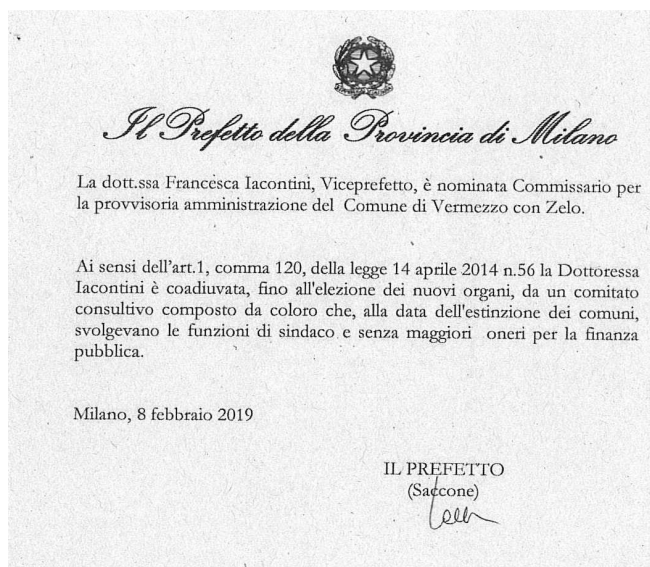 Il Prefetto della Provincia di Milano
La dott.ssa Francesca Iacontini, Viceprefetto, è nominata Commissario per
la provvisoria amministrazione del Comune di Vermezzo con Zelo.
Ai sensi dell'art.1, comma 120, della legge 14 aprile 2014 n.56 la Dottoressa
Iacontini è coadiuvata, fino all'elezione dei nuovi organi, da un comitato
consultivo composto da coloro che, alla data dell'estinzione dei comuni,
svolgevano le funzioni di sindaco e senza maggiori oneri per la finanza
pubblica.
Milano, 8 febbraio 2019
IL PREFETTO
(Saccone)